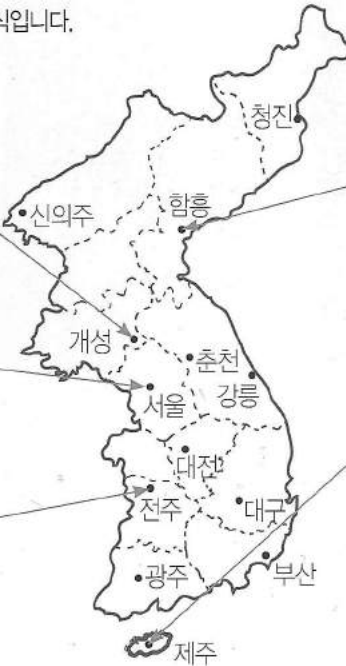 식입니다.
청진
함흥
신의주
개성
춘천
강릉
서울
대전
전주
대구
광주
부산
제주